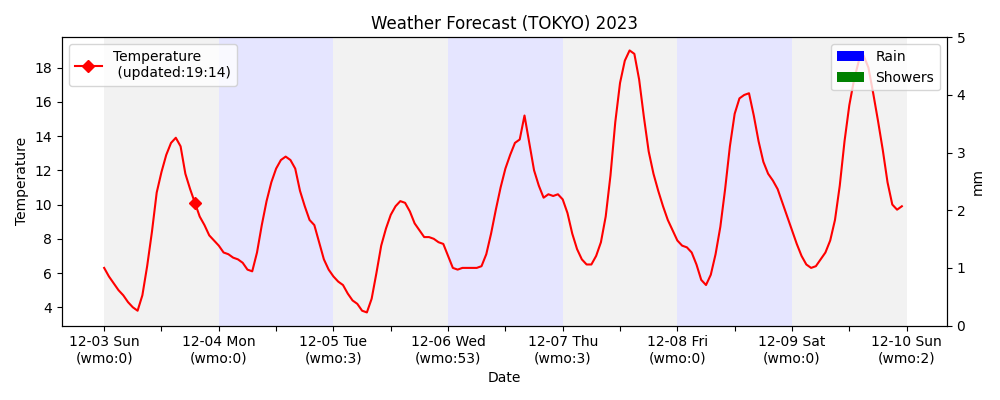 Weather Forecast (TOKYO) 2023
Temperature
(updated:19:14)
Rain
Showers
Temperature
18
16
14
12
10
8
6
4
5
4
3
2
1
0
mm
12-03 Sun
(wmo:0)
12-04 Mon
(wmo:0)
12-05 Tue
(wmo:3)
12-06 Wed
(wmo:53)
12-07 Thu
(wmo:3)
12-08 Fri
(wmo:0)
12-09 Sat
(wmo:0)
12-10 Sun
(wmo:2)
Date